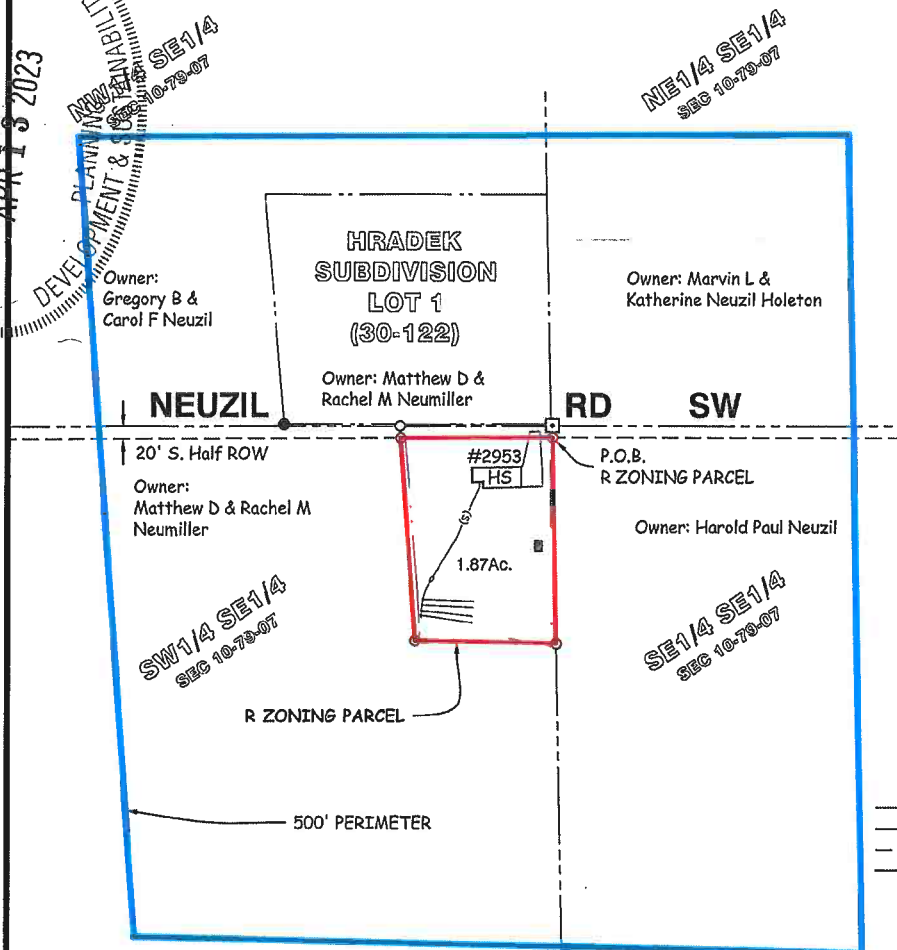 APR 13 2023
PLANNING
DEVELOPMENT & SUSTAINABILIT
NW1/4 SE1/4
SEC 10-79-07
NE1/4 SE1/4
SEC 10-79-07
HRADEK
SUBDIVISION
LOT 1
(30-122)
Owner:
Gregory B &
Carol F Neuzil
Owner: Marvin L &
Katherine Neuzil Holeton
Owner: Matthew D &
Rachel M Neumiller
NEUZIL RD SW
20' S. Half ROW
#2953
HS
P.O.B.
R ZONING PARCEL
Owner:
Matthew D & Rachel M
Neumiller
Owner: Harold Paul Neuzil
(S)
1.87Ac.
SW1/4 SE1/4
SEC 10-79-07
SE1/4 SE1/4
SEC 10-79-07
R ZONING PARCEL
500' PERIMETER